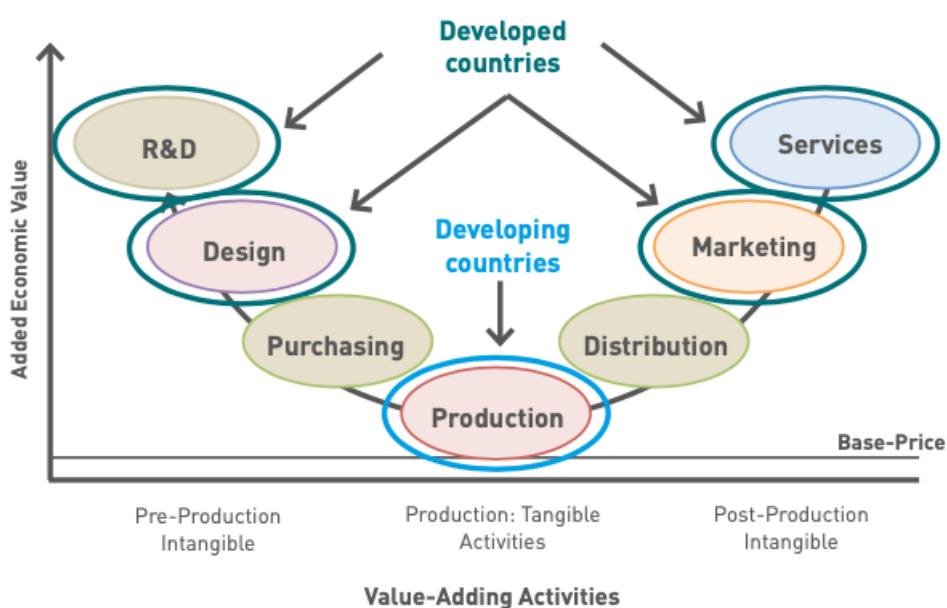 Developed
countries
R&D
Services
Design
Marketing
Developing
countries
Purchasing
Distribution
Production
Base-Price
Added Economic Value
Pre-Production
Intangible
Production: Tangible
Activities
Post-Production
Intangible
Value-Adding Activities